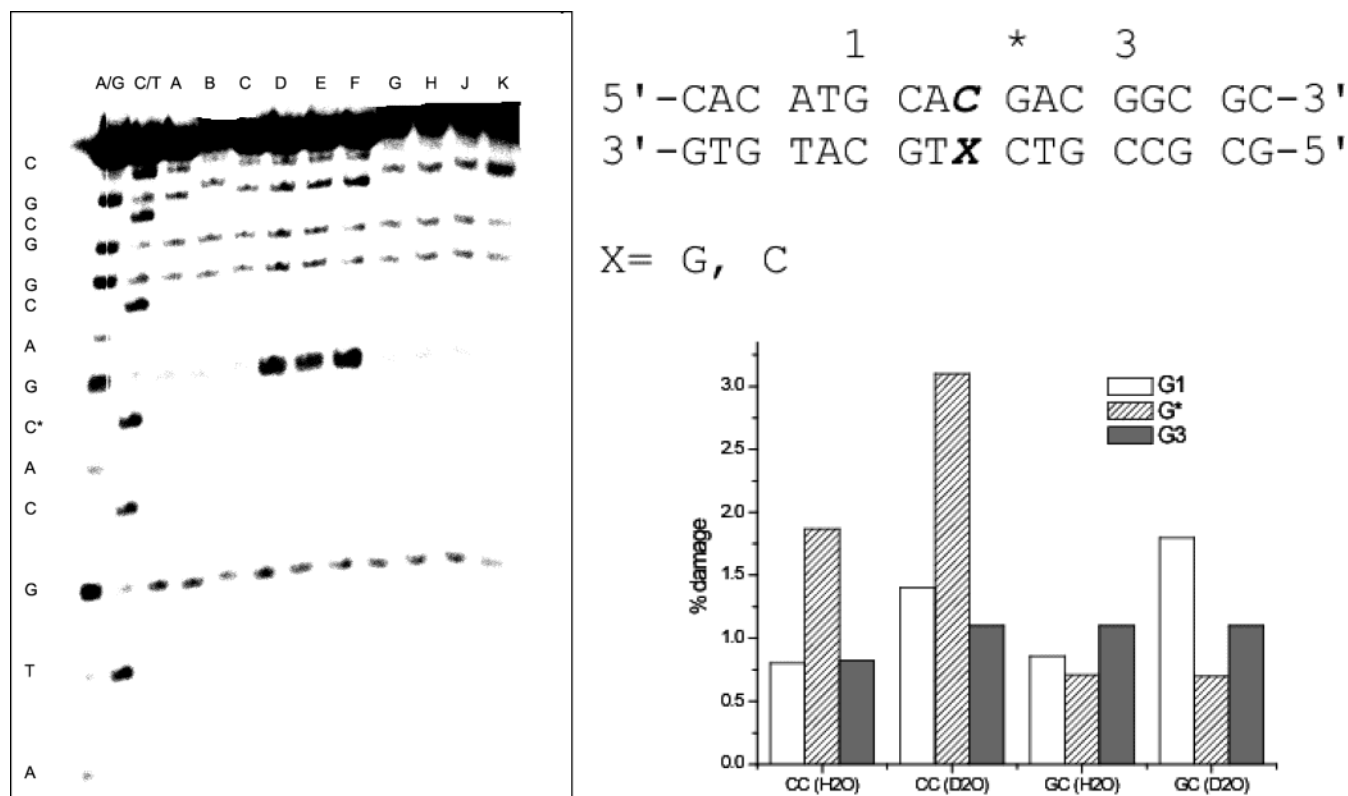 A/G C/T A B C D E F G H J K
C
G
C
G
G
C
A
G
C*
A
C
G
T
A
1 * 3
5'-CAC ATG CAC GAC GGC GC-3'
3'-GTG TAC GTX CTG CCG CG-5'
X= G, C
G1
G*
G3
% damage
3.0
2.5
2.0
1.5
1.0
0.5
0.0
CC (H2O) CC (D2O) GC (H2O) GC (D2O)